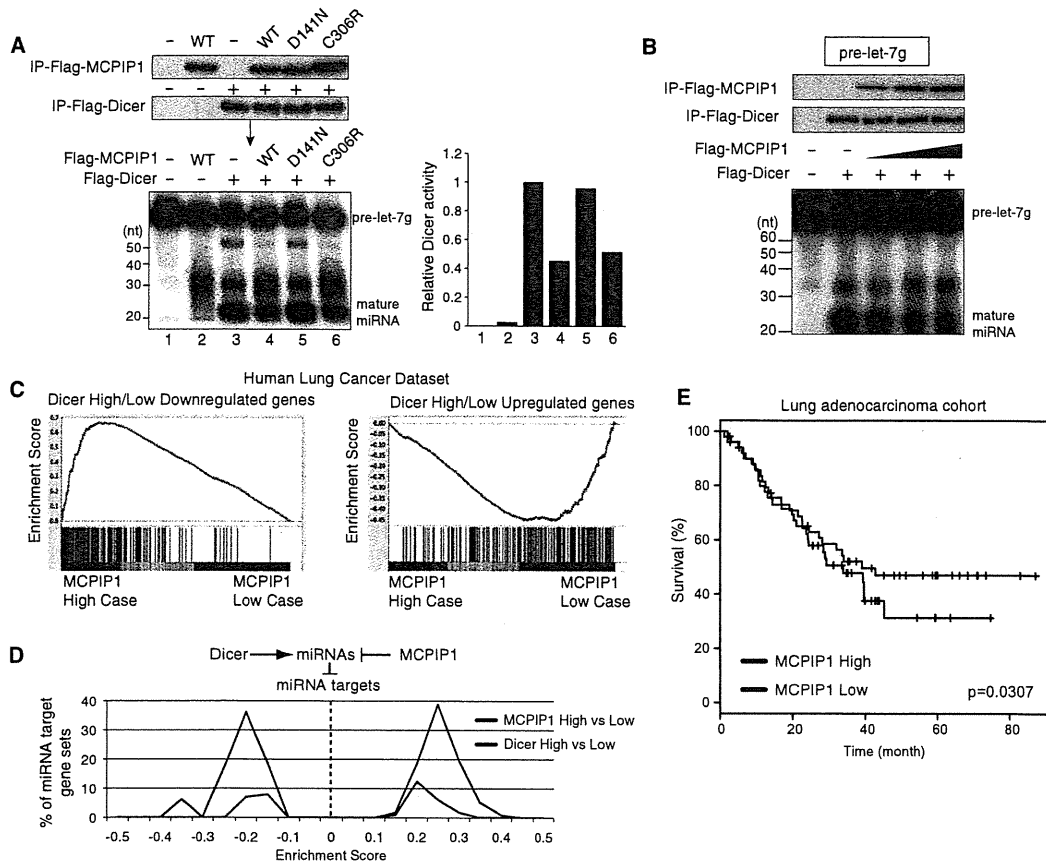 A
- WT - WT D141N C306R
IP-Flag-MCPIP1
- - + + + +
IP-Flag-Dicer
Flag-MCPIP1 - WT - WT D141N C306R
Flag-Dicer - - + + + +
(nt)
50
40
30
20
pre-let-7g
mature
miRNA
1 2 3 4 5 6
Relative Dicer activity
1.2
1
0.8
0.6
0.4
0.2
0
1 2 3 4 5 6
B
pre-let-7g
IP-Flag-MCPIP1
IP-Flag-Dicer
Flag-MCPIP1 - -
Flag-Dicer - + + + +
(nt)
60
50
40
30
20
pre-let-7g
mature
miRNA
C
Human Lung Cancer Dataset
Dicer High/Low Downregulated genes
Enrichment Score
MCPIP1
High Case
MCPIP1
Low Case
Dicer High/Low Upregulated genes
Enrichment Score
MCPIP1
High Case
MCPIP1
Low Case
D
Dicer miRNAs MCPIP1
miRNA targets
% of miRNA target
gene sets
40
30
20
10
0
MCPIP1 High vs Low
Dicer High vs Low
-0.5 -0.4 -0.3 -0.2 -0.1 0 0.1 0.2 0.3 0.4 0.5
Enrichment Score
E
Lung adenocarcinoma cohort
Survival (%)
100
80
60
40
20
0
MCPIP1 High
MCPIP1 Low
p=0.0307
0 20 40 60 80
Time (month)